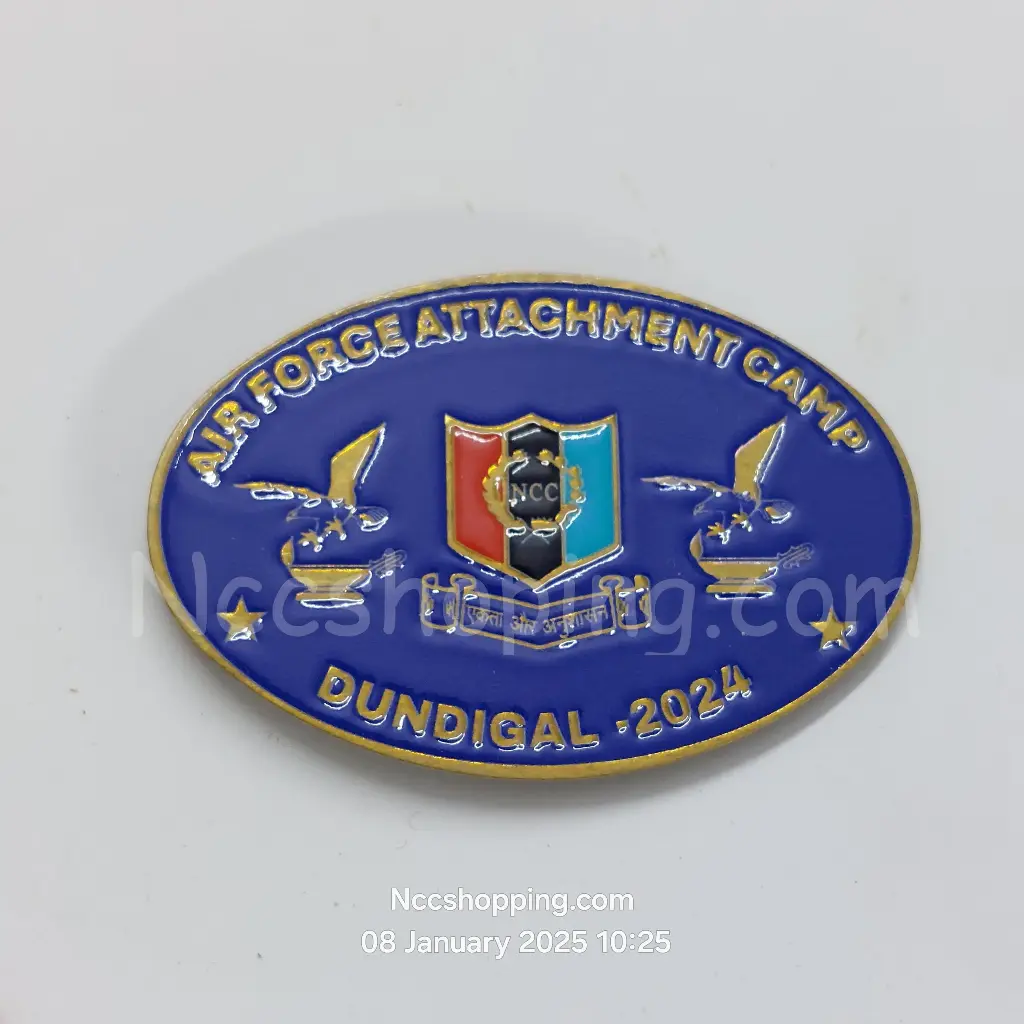 AIR FORCE ATTACHMENT CAMP
NCC
एकता और अनुशासन
DUNDIGAL -2024
Nccshopping.com
Nccshopping.com
08 January 2025 10:25